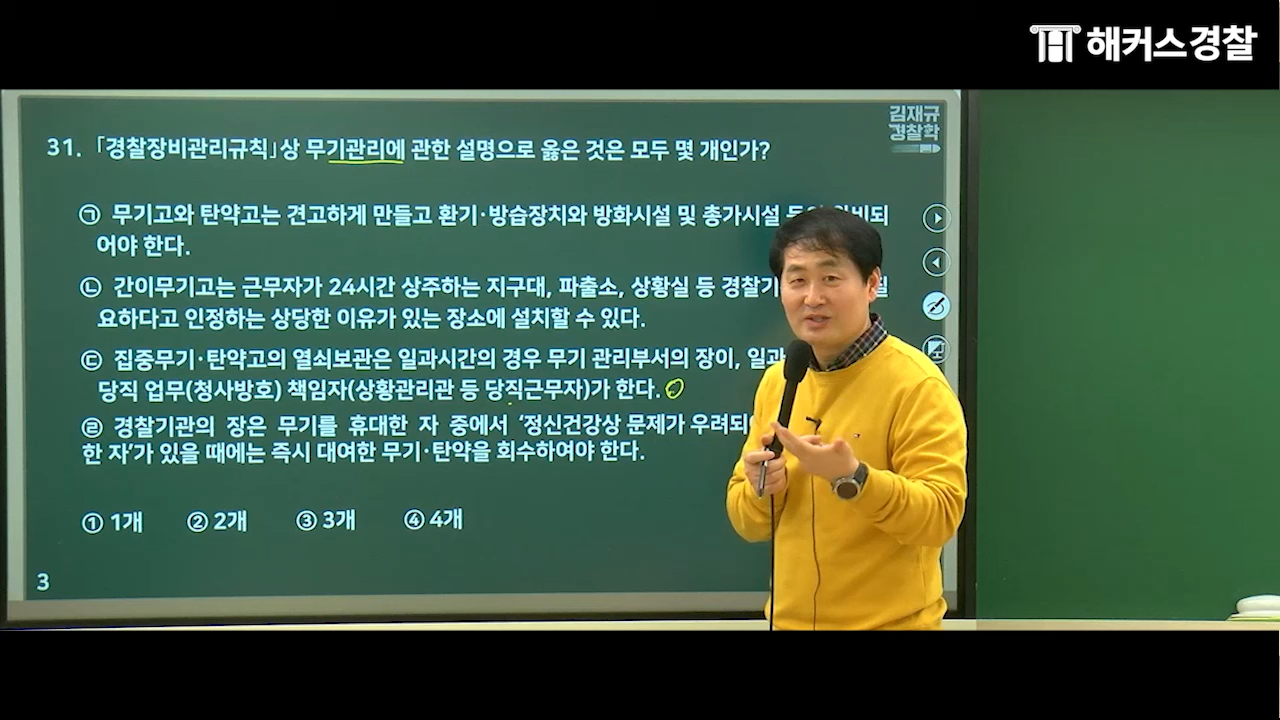 해커스경찰
김재규
경찰학
31. 「경찰장비관리규칙」상 무기관리에 관한 설명으로 옳은 것은 모두 몇 개인가?
㉠ 무기고와 탄약고는 견고하게 만들고 환기·방습장치와 방화시설 및 총가시설
어야 한다.
㉡ 간이무기고는 근무자가 24시간 상주하는 지구대, 파출소, 상황실 등
요하다고 인정하는 상당한 이유가 있는 장소에 설치할 수 있다.
㉢ 집중무기·탄약고의 열쇠보관은 일과시간의 경우 무기 관리부서의 장이,
당직 업무(청사방호) 책임자(상황관리관 등 당직근무자)가 한다.
㉣ 경찰기관의 장은 무기를 휴대한 자 중에서 '정신건강상 문제가
한 자'가 있을 때에는 즉시 대여한 무기·탄약을 회수하여야 한다.
① 1개 ② 2개 ③ 3개 ④ 4개
3